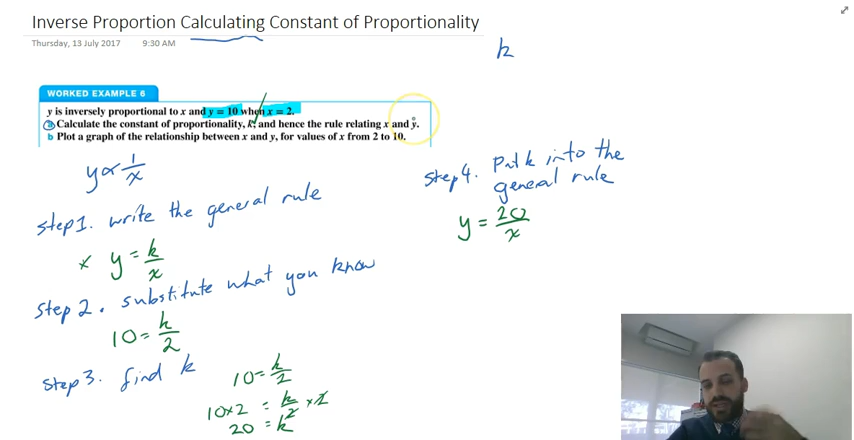 Inverse Proportion Calculating Constant of Proportionality
Thursday, 13 July 2017 9:30 AM
k
WORKED EXAMPLE 6
y is inversely proportional to x and y = 10 when x = 2.
a Calculate the constant of proportionality, k, and hence the rule relating x and y.
b Plot a graph of the relationship between x and y, for values of x from 2 to 10.
y ∝ 1/x
Step 1. write the general rule
* y = k/x
Step 2. substitute what you know
10 = k/2
Step 3. find k
10 = k/2
10×2 = k/2 ×2
20 = k
Step 4. Put k into the
general rule
y = 20/x